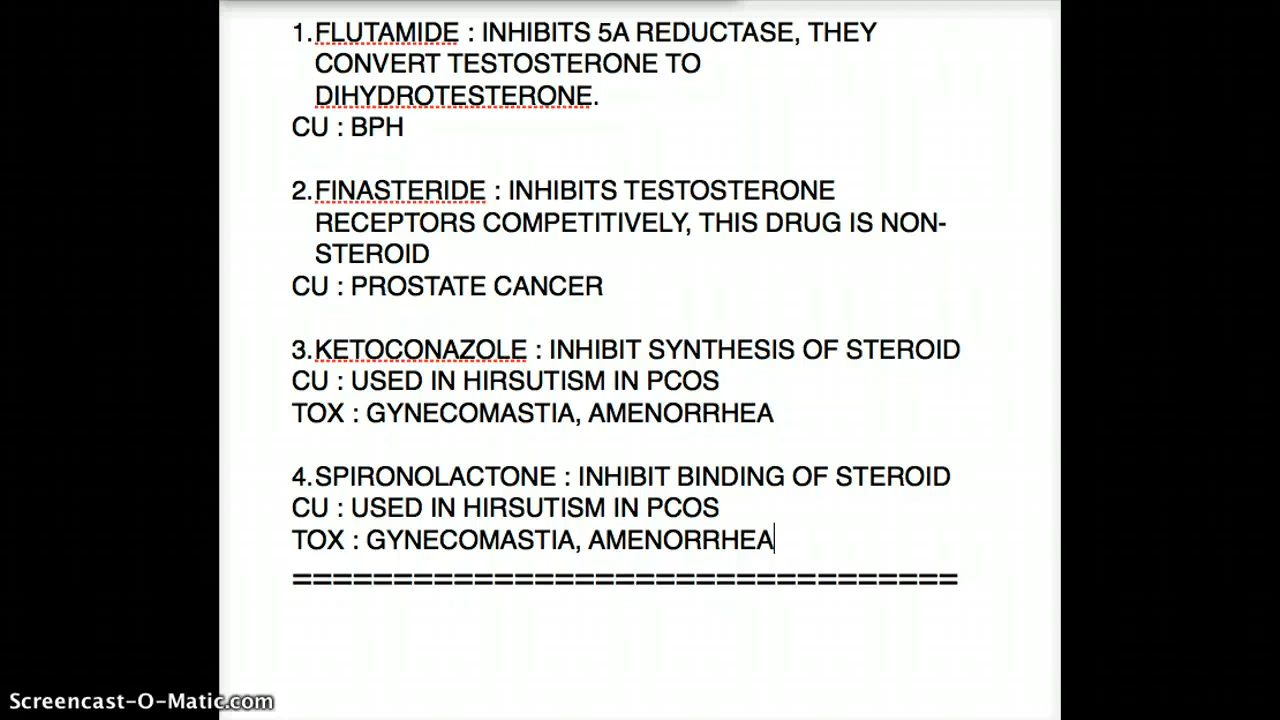 1.FLUTAMIDE : INHIBITS 5A REDUCTASE, THEY
CONVERT TESTOSTERONE TO
DIHYDROTESTERONE.
CU : BPH
2.FINASTERIDE : INHIBITS TESTOSTERONE
RECEPTORS COMPETITIVELY, THIS DRUG IS NON-
STEROID
CU : PROSTATE CANCER
3.KETOCONAZOLE : INHIBIT SYNTHESIS OF STEROID
CU : USED IN HIRSUTISM IN PCOS
TOX : GYNECOMASTIA, AMENORRHEA
4.SPIRONOLACTONE : INHIBIT BINDING OF STEROID
CU : USED IN HIRSUTISM IN PCOS
TOX : GYNECOMASTIA, AMENORRHEA
=================================
Screencast-O-Matic.com